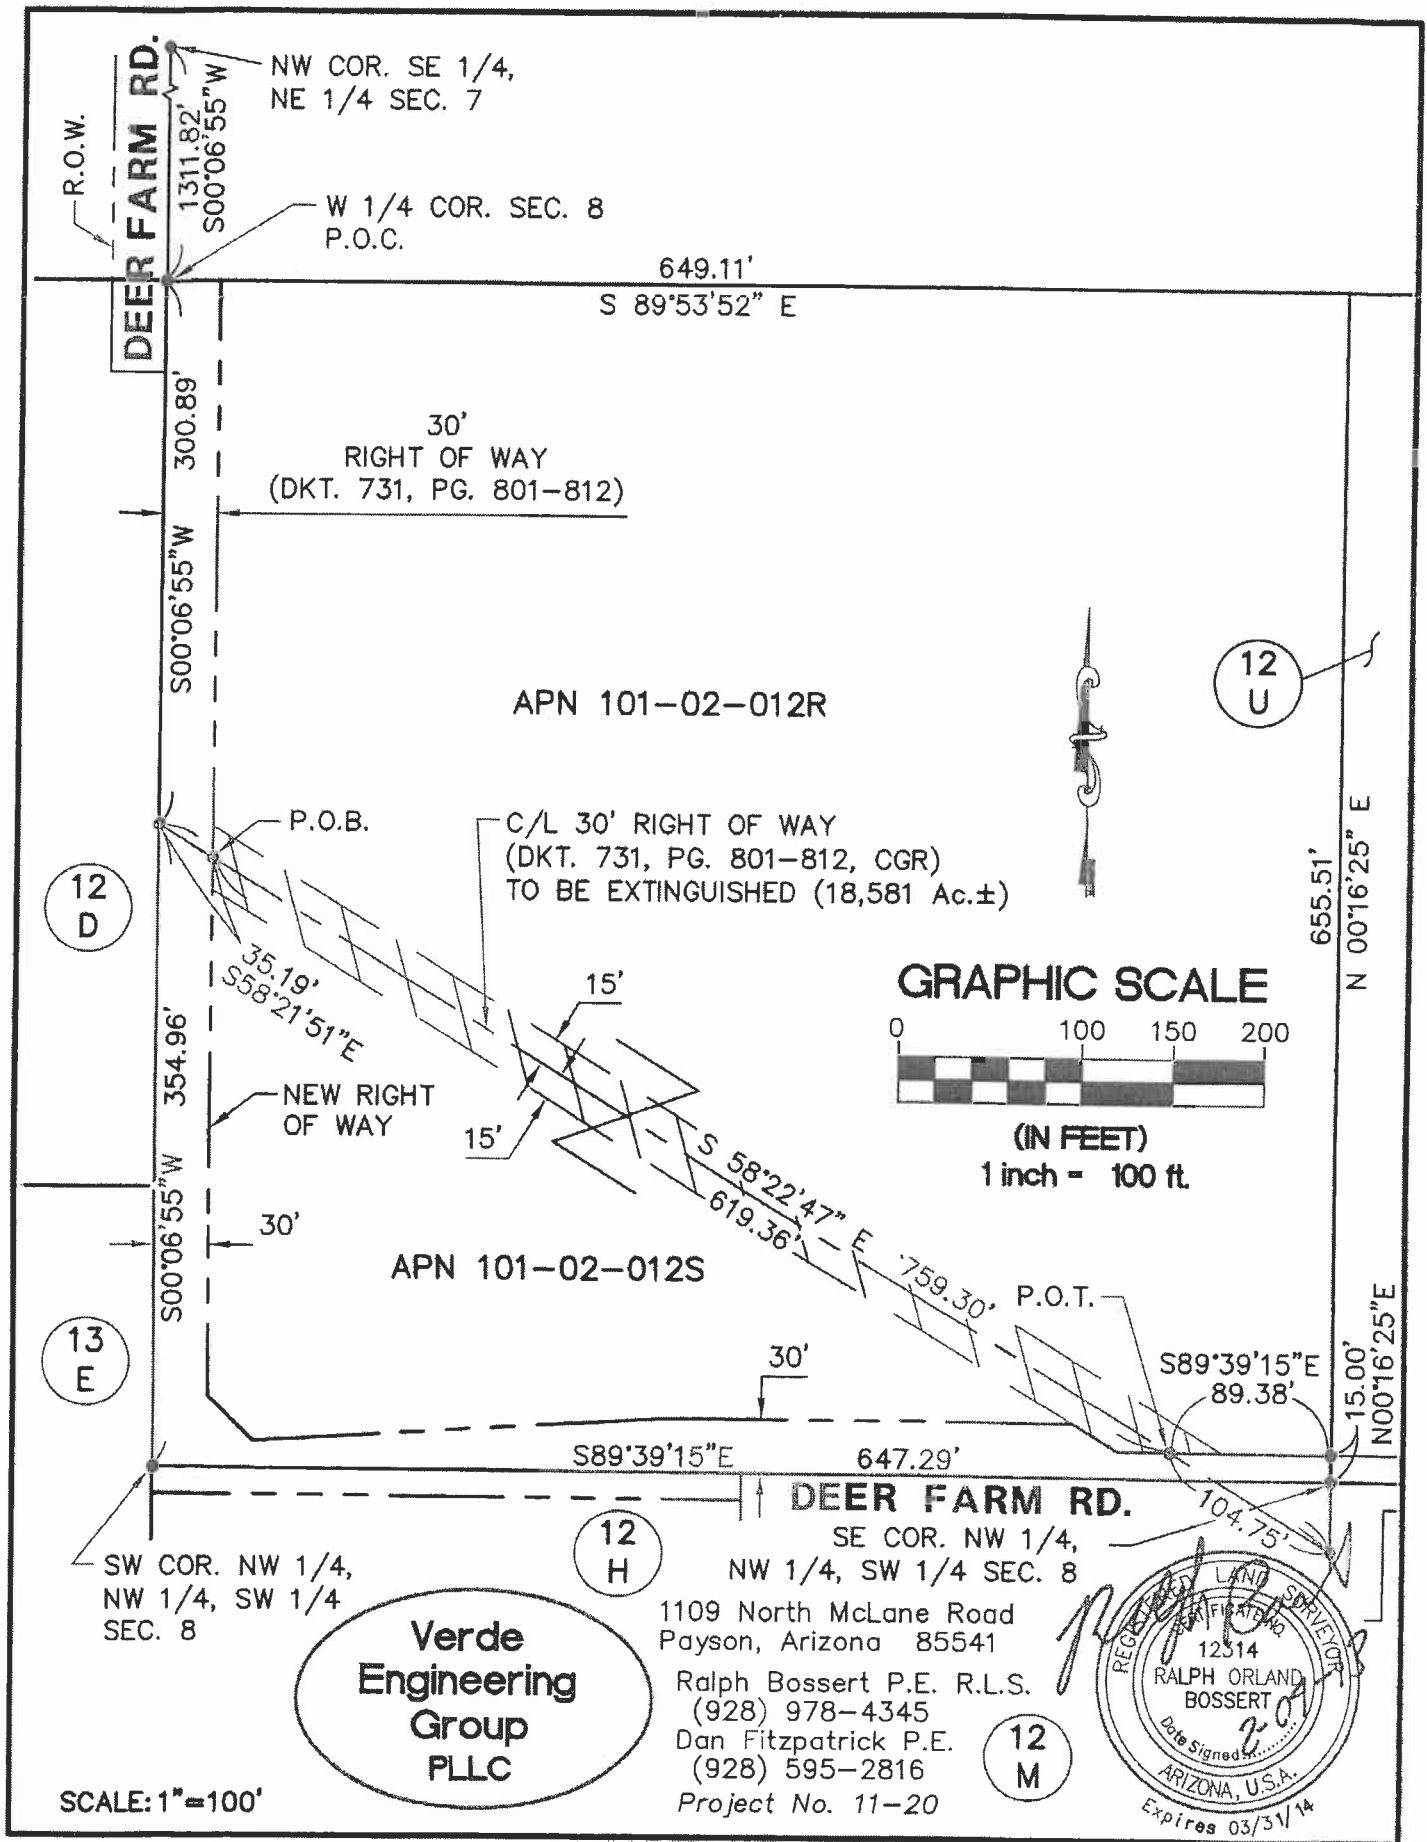 DEER FARM RD.
R.O.W.
1311.82'
S00°06'55"W
NW COR. SE 1/4,
NE 1/4 SEC. 7
W 1/4 COR. SEC. 8
P.O.C.
649.11'
S 89°53'52" E
300.89'
S00°06'55"W
30'
RIGHT OF WAY
(DKT. 731, PG. 801-812)
APN 101-02-012R
12
U
P.O.B.
C/L 30' RIGHT OF WAY
(DKT. 731, PG. 801-812, CGR)
TO BE EXTINGUISHED (18,581 Ac.±)
12
D
35.19'
S58°21'51"E
655.51'
N 00°16'25" E
15'
GRAPHIC SCALE
0 100 150 200
(IN FEET)
1 inch = 100 ft.
354.96'
S00°06'55"W
NEW RIGHT
OF WAY
15'
S 58°22'47" E
619.36'
759.30'
30'
APN 101-02-012S
P.O.T.
13
E
30'
S89°39'15"E
89.38'
15.00'
N00°16'25"E
S89°39'15"E 647.29'
DEER FARM RD.
104.75'
SW COR. NW 1/4,
NW 1/4, SW 1/4
SEC. 8
12
H
SE COR. NW 1/4,
NW 1/4, SW 1/4 SEC. 8
Verde
Engineering
Group
PLLC
1109 North McLane Road
Payson, Arizona 85541
Ralph Bossert P.E. R.L.S.
(928) 978-4345
Dan Fitzpatrick P.E.
(928) 595-2816
Project No. 11-20
12
M
REGISTERED LAND SURVEYOR
CERTIFICATE NO.
12314
RALPH ORLAND
BOSSERT
Date Signed
ARIZONA, U.S.A.
Expires 03/31/14
SCALE: 1"=100'